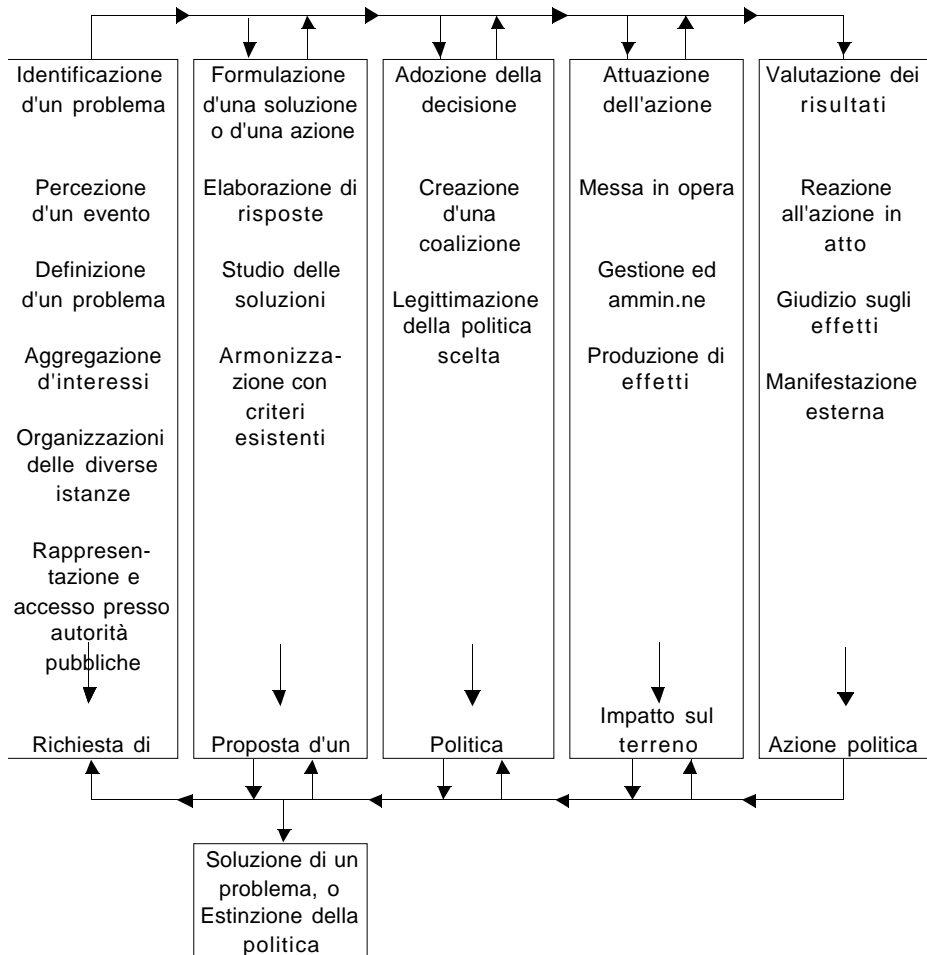 Identificazione
d'un problema
Percezione
d'un evento
Definizione
d'un problema
Aggregazione
d'interessi
Organizzazioni
delle diverse
istanze
Rappresen-
tazione e
accesso presso
autorità
pubbliche
Richiesta di
Formulazione
d'una soluzione
o d'una azione
Elaborazione di
risposte
Studio delle
soluzioni
Armonizza-
azione con
criteri
esistenti
Proposta d'un
Adozione della
decisione
Creazione
d'una
coalizione
Legittimazione
della politica
scelta
Politica
Attuazione
dell'azione
Messa in opera
Gestione ed
ammin.ne
Produzione di
effetti
Impatto sul
terreno
Valutazione dei
risultati
Reazione
all'azione in
atto
Giudizio sugli
effetti
Manifestazione
esterna
Azione politica
Soluzione di un
problema, o
Estinzione della
politica